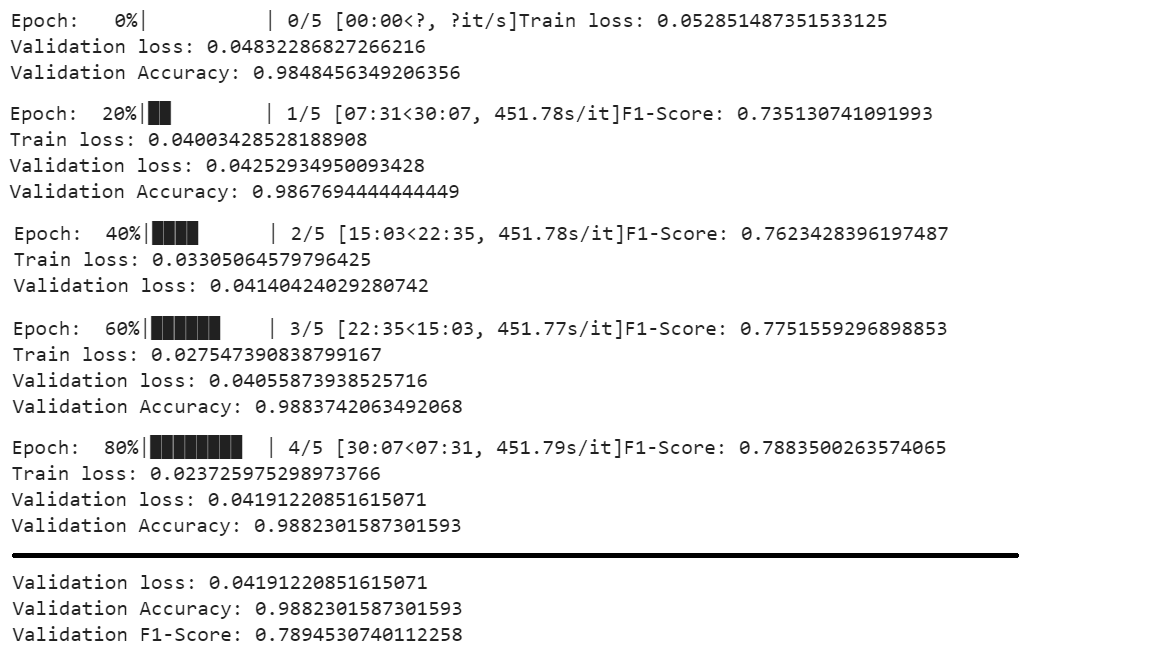 Epoch:   0%|          | 0/5 [00:00<?, ?it/s]Train loss: 0.052851487351533125
Validation loss: 0.04832286827266216
Validation Accuracy: 0.9848456349206356
Epoch:  20%|██        | 1/5 [07:31<30:07, 451.78s/it]F1-Score: 0.735130741091993
Train loss: 0.04003428528188908
Validation loss: 0.04252934950093428
Validation Accuracy: 0.9867694444444449
Epoch:  40%|████      | 2/5 [15:03<22:35, 451.78s/it]F1-Score: 0.7623428396197487
Train loss: 0.03305064579796425
Validation loss: 0.04140424029280742
Epoch:  60%|██████    | 3/5 [22:35<15:03, 451.77s/it]F1-Score: 0.7751559296898853
Train loss: 0.027547390838799167
Validation loss: 0.04055873938525716
Validation Accuracy: 0.9883742063492068
Epoch:  80%|████████  | 4/5 [30:07<07:31, 451.79s/it]F1-Score: 0.7883500263574065
Train loss: 0.023725975298973766
Validation loss: 0.04191220851615071
Validation Accuracy: 0.9882301587301593
Validation loss: 0.04191220851615071
Validation Accuracy: 0.9882301587301593
Validation F1-Score: 0.7894530740112258